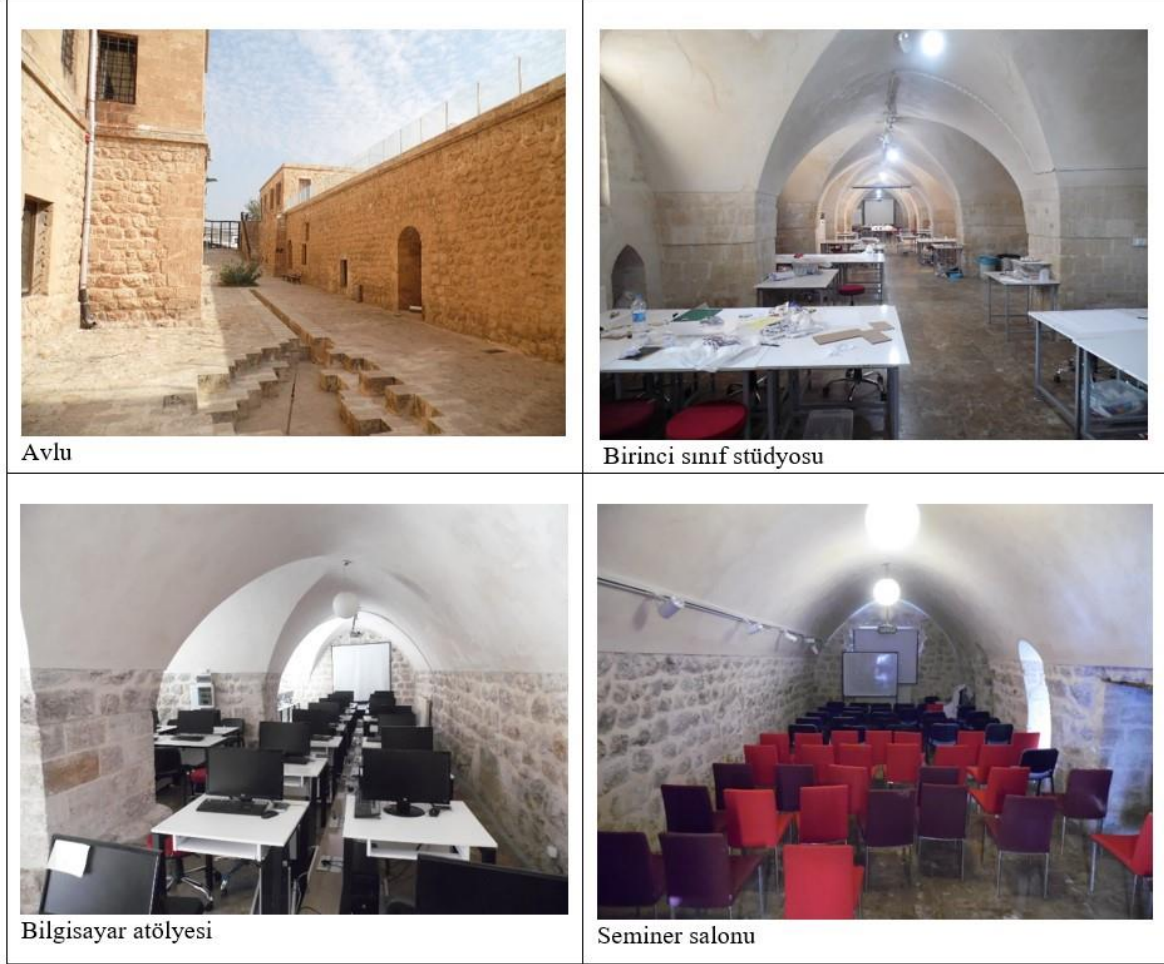 Avlu
Birinci sınıf stüdyosu
Bilgisayar atölyesi
Seminer salonu